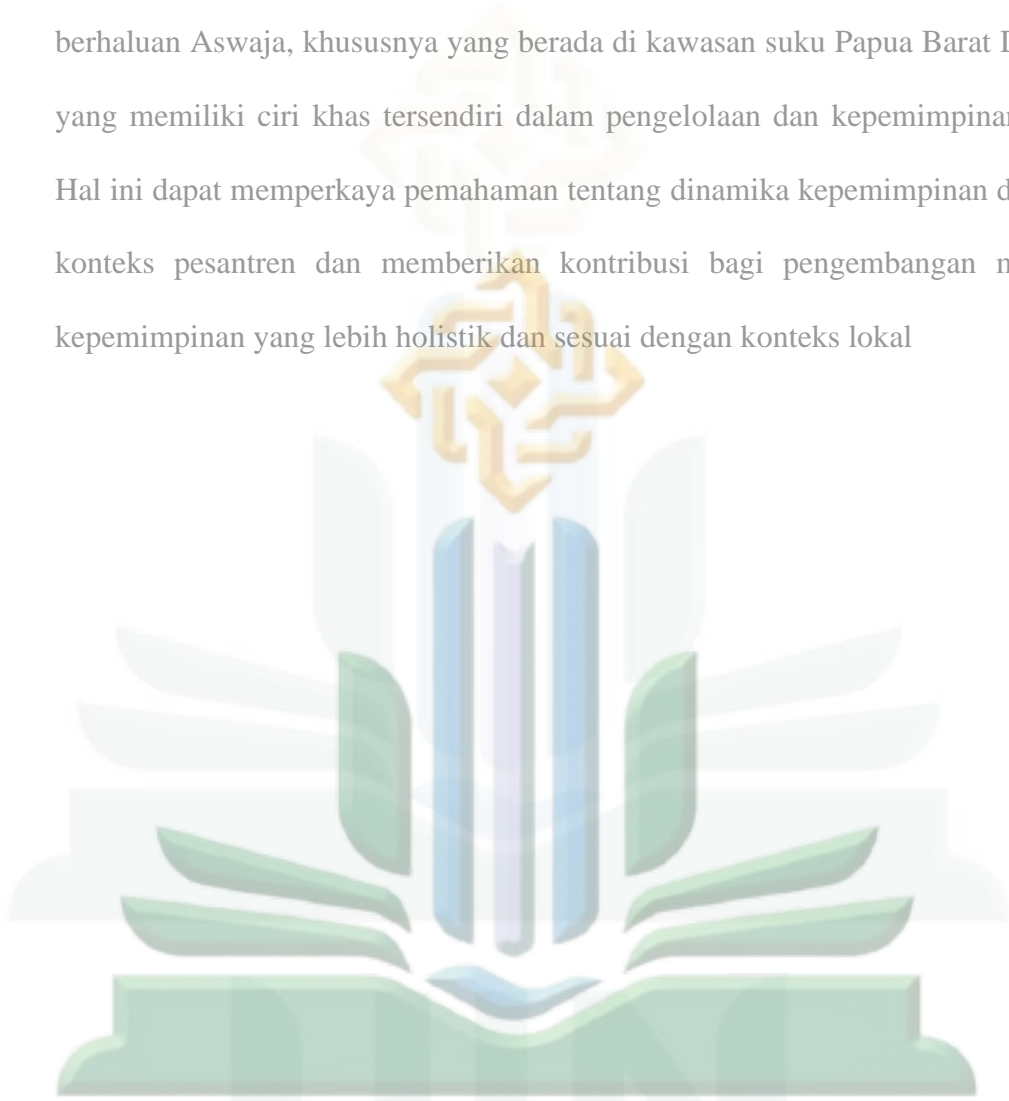 berhaluan Aswaja, khususnya yang berada di kawasan suku Papua Barat
yang memiliki ciri khas tersendiri dalam pengelolaan dan kepemimpinan
Hal ini dapat memperkaya pemahaman tentang dinamika kepemimpinan
konteks pesantren dan memberikan kontribusi bagi pengembangan
kepemimpinan yang lebih holistik dan sesuai dengan konteks lokal